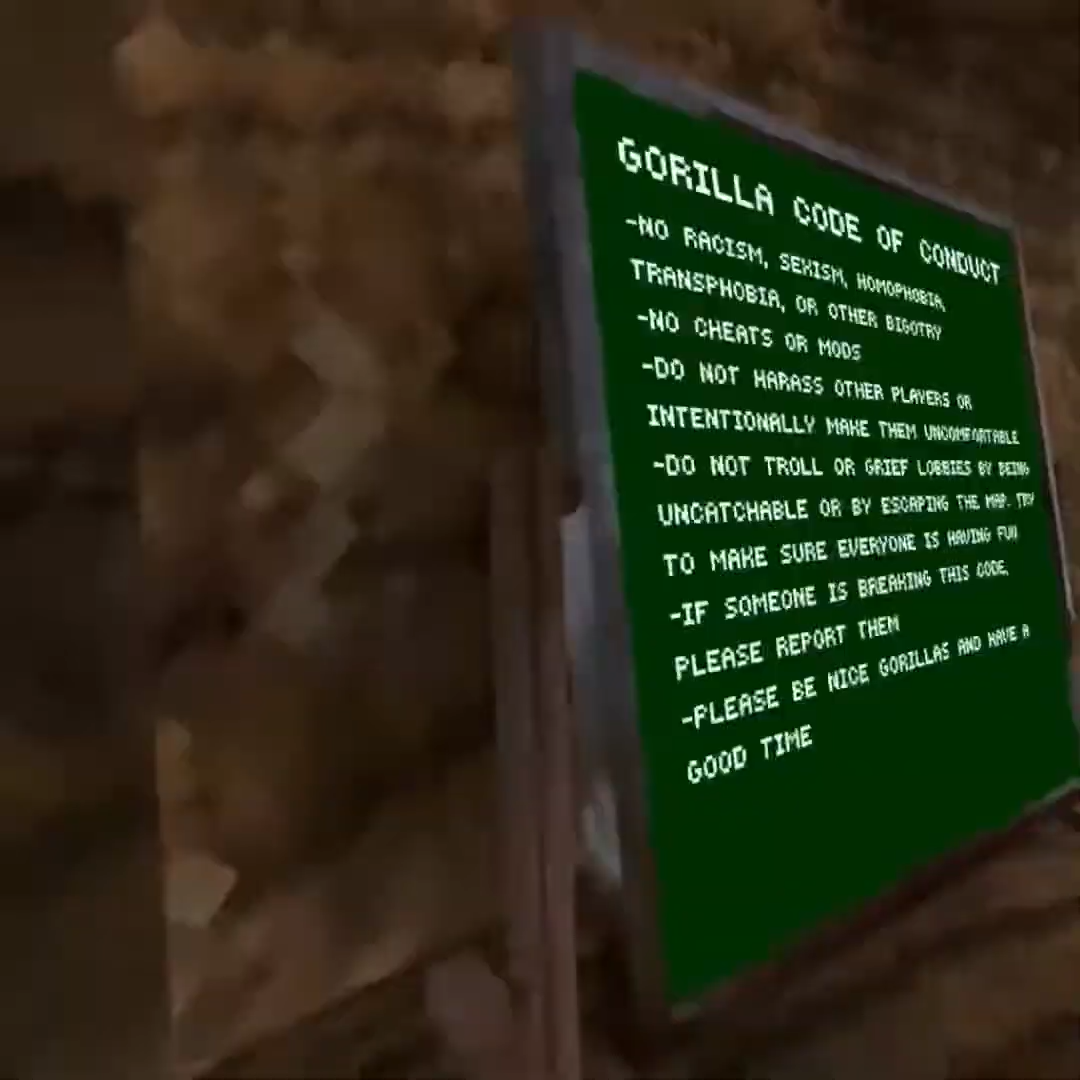 GORILLA CODE OF CONDUCT
-NO RACISM, SEXISM, HOMOPHOBIA,
TRANSPHOBIA, OR OTHER BIGOTRY
-NO CHEATS OR MODS
-DO NOT HARASS OTHER PLAYERS OR
INTENTIONALLY MAKE THEM UNCOMFORTABLE
-DO NOT TROLL OR GRIEF LOBBIES BY BEING
UNCATCHABLE OR BY ESCAPING THE MAP. TRY
TO MAKE SURE EVERYONE IS HAVING FUN
-IF SOMEONE IS BREAKING THIS CODE,
PLEASE REPORT THEM
-PLEASE BE NICE GORILLAS AND HAVE A
GOOD TIME